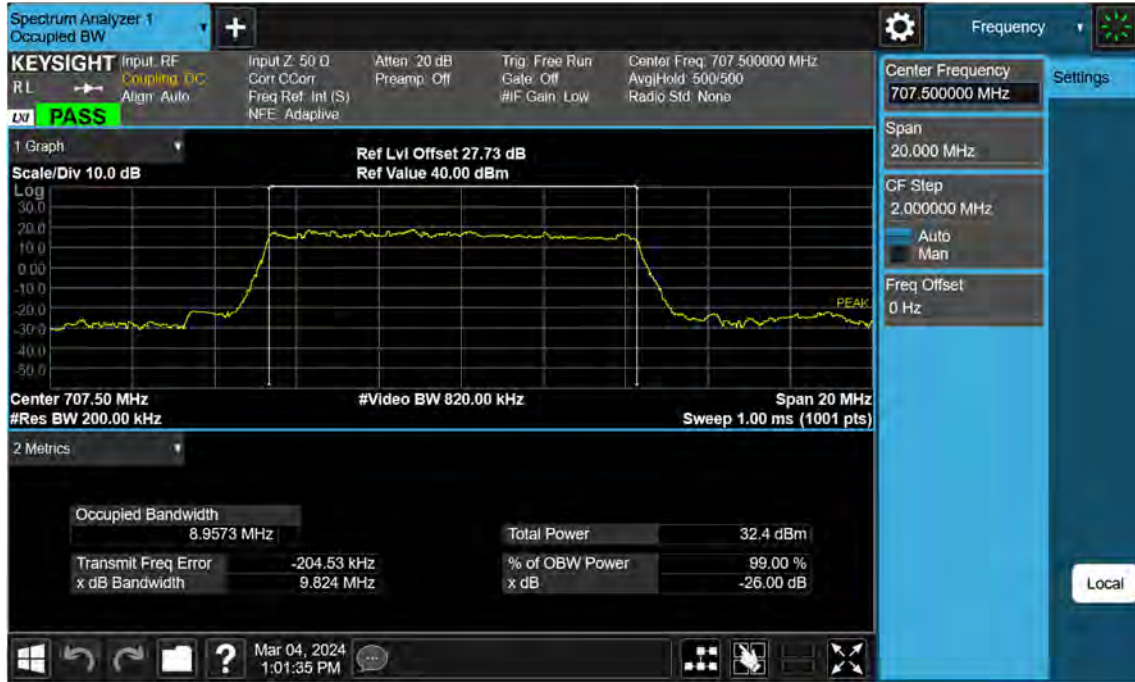 Spectrum Analyzer 1
Occupied BW
Frequency
KEYSIGHT
R L
LXI
PASS
Input: RF
Coupling: DC
Align: Auto
Input Z: 50 Ω
Corr CCorr
Freq Ref: Int (S)
NFE: Adaptive
Atten: 20 dB
Preamp: Off
Trig: Free Run
Gate: Off
#IF Gain: Low
Center Freq: 707.500000 MHz
Avg|Hold: 500/500
Radio Std: None
Center Frequency
707.500000 MHz
Settings
Span
20.000 MHz
CF Step
2.000000 MHz
Auto
Man
Freq Offset
0 Hz
1 Graph
Scale/Div 10.0 dB
Ref Lvl Offset 27.73 dB
Ref Value 40.00 dBm
Log
30.0
20.0
10.0
0.00
-10.0
-20.0
-30.0
-40.0
-50.0
PEAK
Center 707.50 MHz
#Video BW 820.00 kHz
Span 20 MHz
#Res BW 200.00 kHz
Sweep 1.00 ms (1001 pts)
2 Metrics
Occupied Bandwidth
8.9573 MHz
Total Power 32.4 dBm
Transmit Freq Error -204.53 kHz
% of OBW Power 99.00 %
x dB Bandwidth 9.824 MHz
x dB -26.00 dB
Local
?
Mar 04, 2024
1:01:35 PM